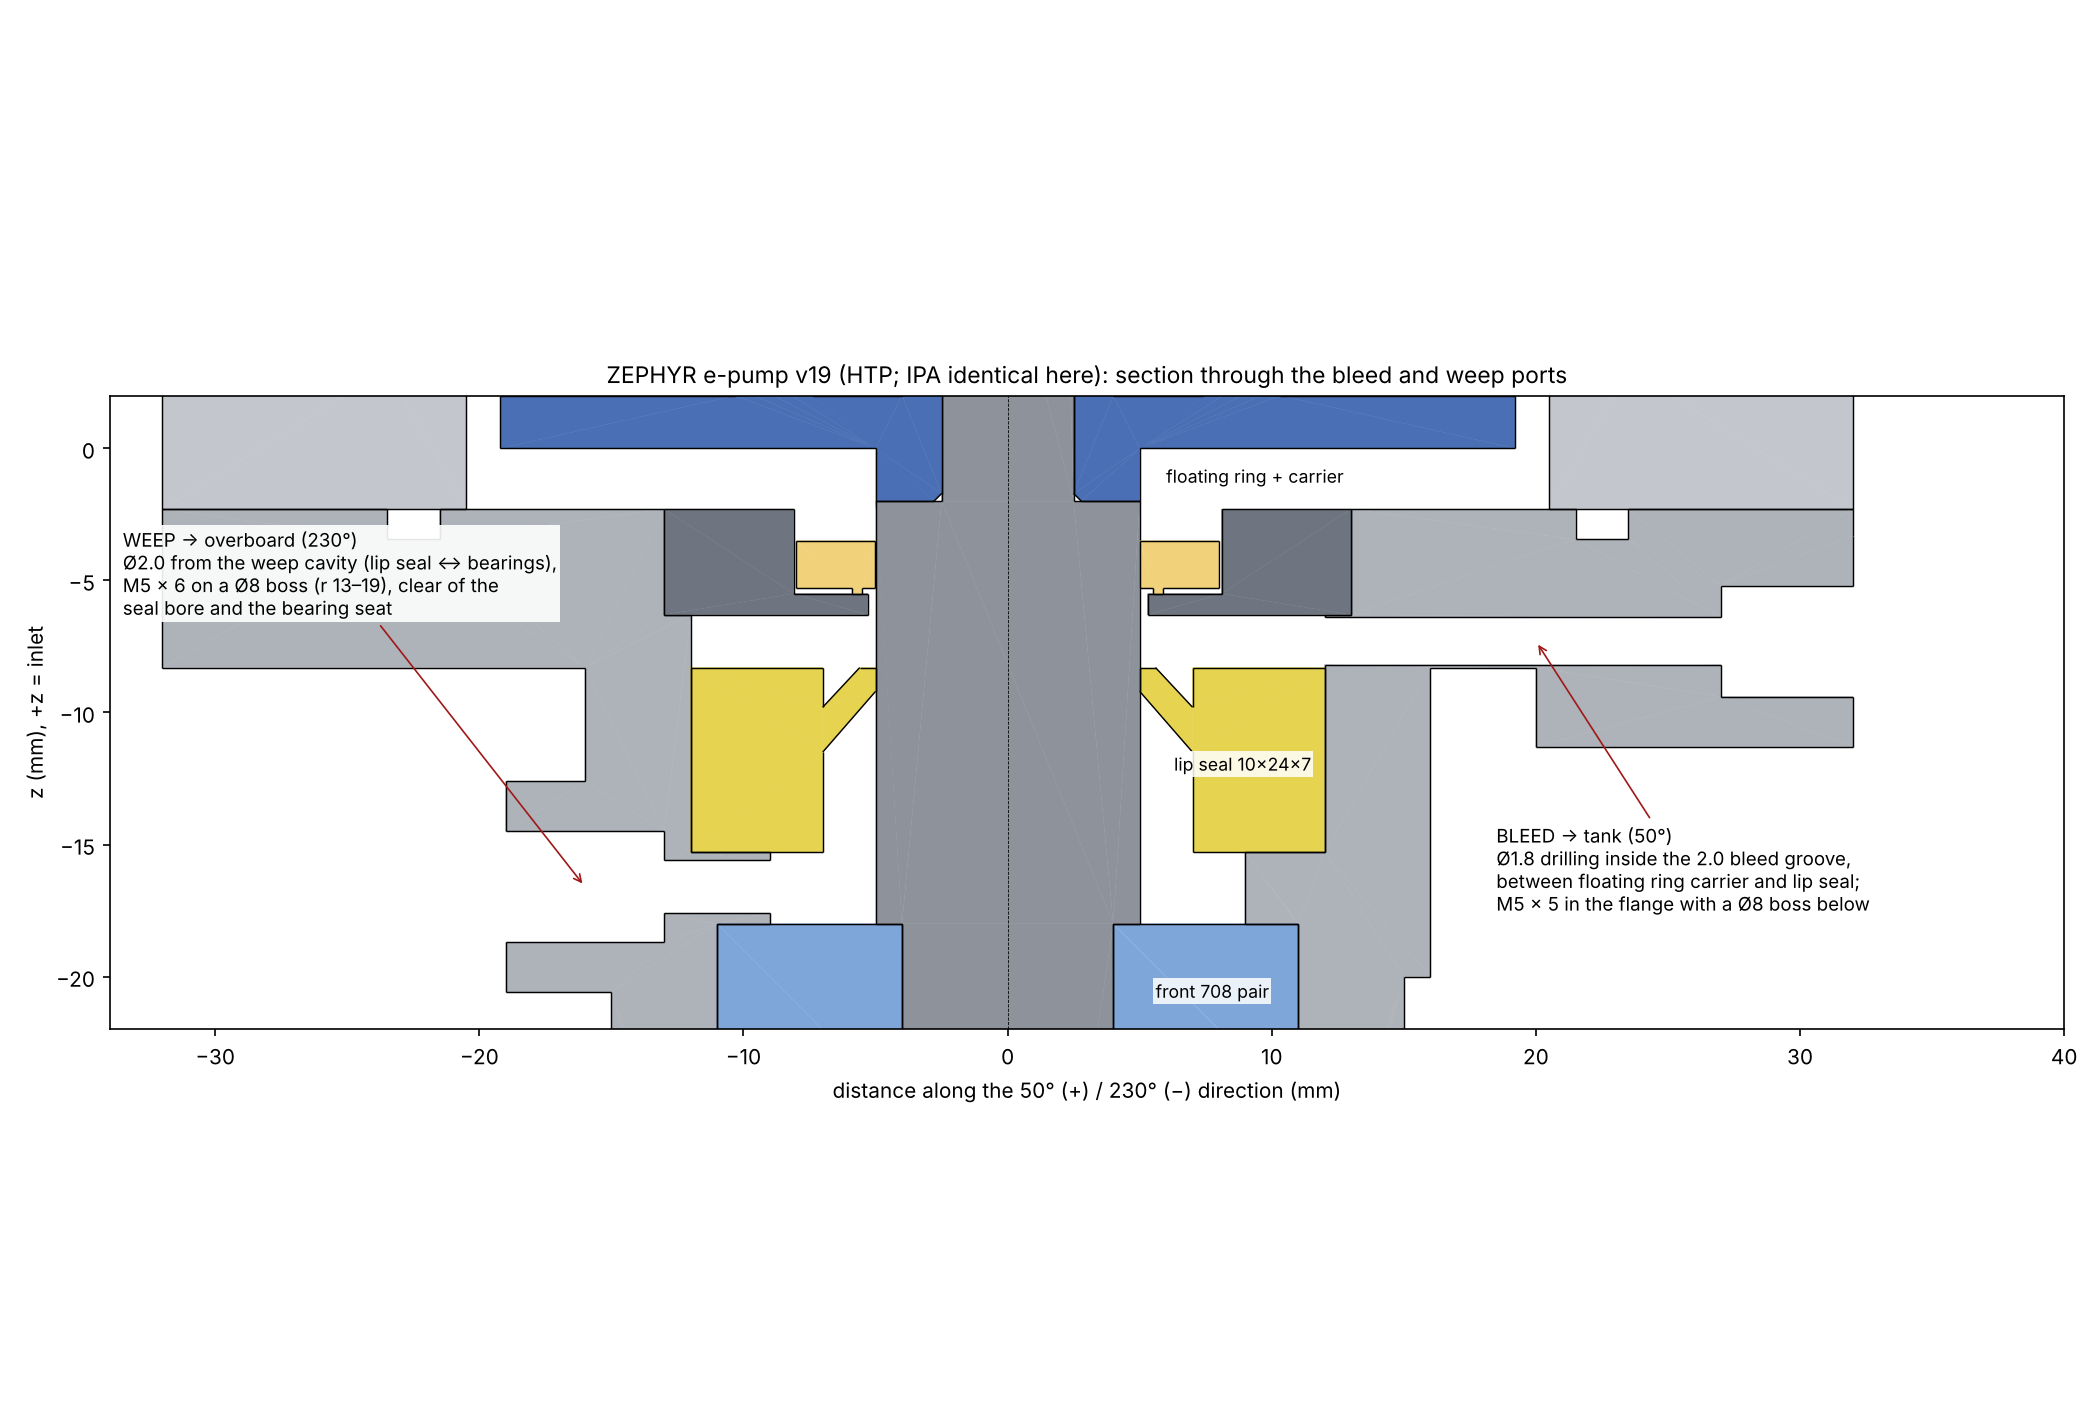 ZEPHYR e-pump v19 (HTP; IPA identical here): section through the bleed and weep ports
floating ring + carrier
WEEP → overboard (230°)
Ø2.0 from the weep cavity (lip seal ↔ bearings),
M5 × 6 on a Ø8 boss (r 13–19), clear of the
seal bore and the bearing seat
lip seal 10×24×7
BLEED → tank (50°)
Ø1.8 drilling inside the 2.0 bleed groove,
between floating ring carrier and lip seal;
M5 × 5 in the flange with a Ø8 boss below
front 708 pair
z (mm), +z = inlet
0
−5
−10
−15
−20
−30
−20
−10
0
10
20
30
40
distance along the 50° (+) / 230° (−) direction (mm)